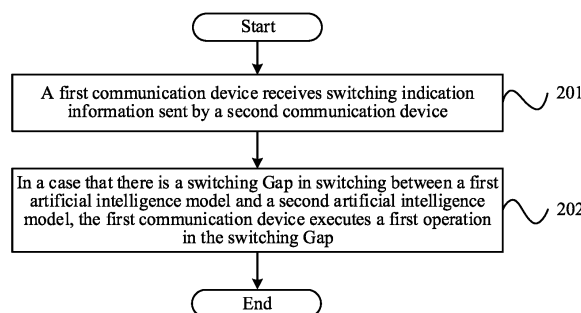 Start
A first communication device receives switching indication
information sent by a second communication device
201
In a case that there is a switching Gap in switching between a first
artificial intelligence model and a second artificial intelligence
model, the first communication device executes a first operation
in the switching Gap
202
End